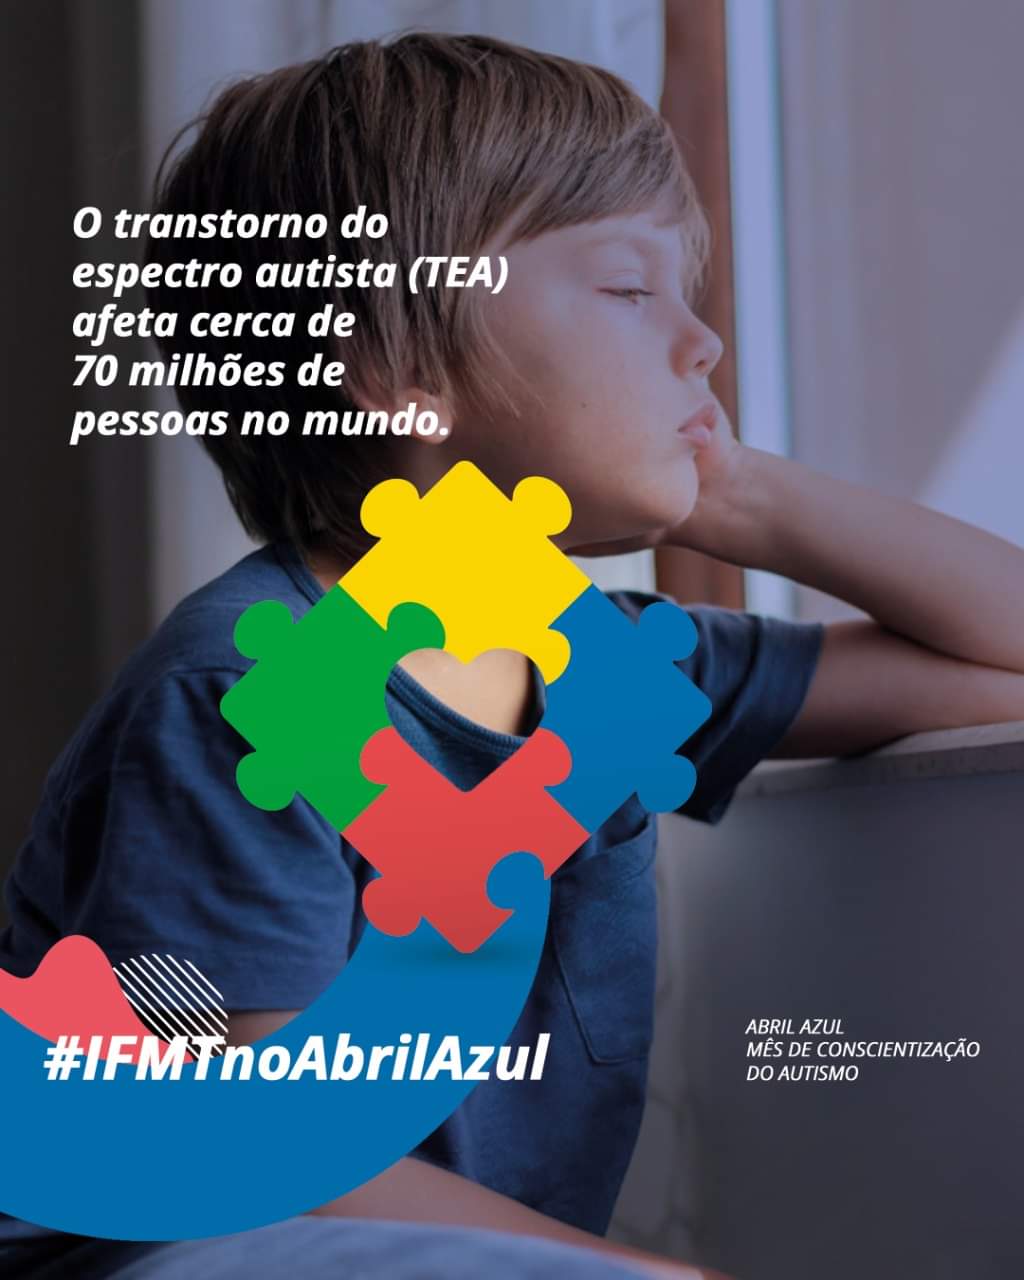 O transtorno do
espectro autista (TEA)
afeta cerca de
70 milhões de
pessoas no mundo.
#IFMTnoAbrilAzul
ABRIL AZUL
MÊS DE CONSCIENTIZAÇÃO
DO AUTISMO